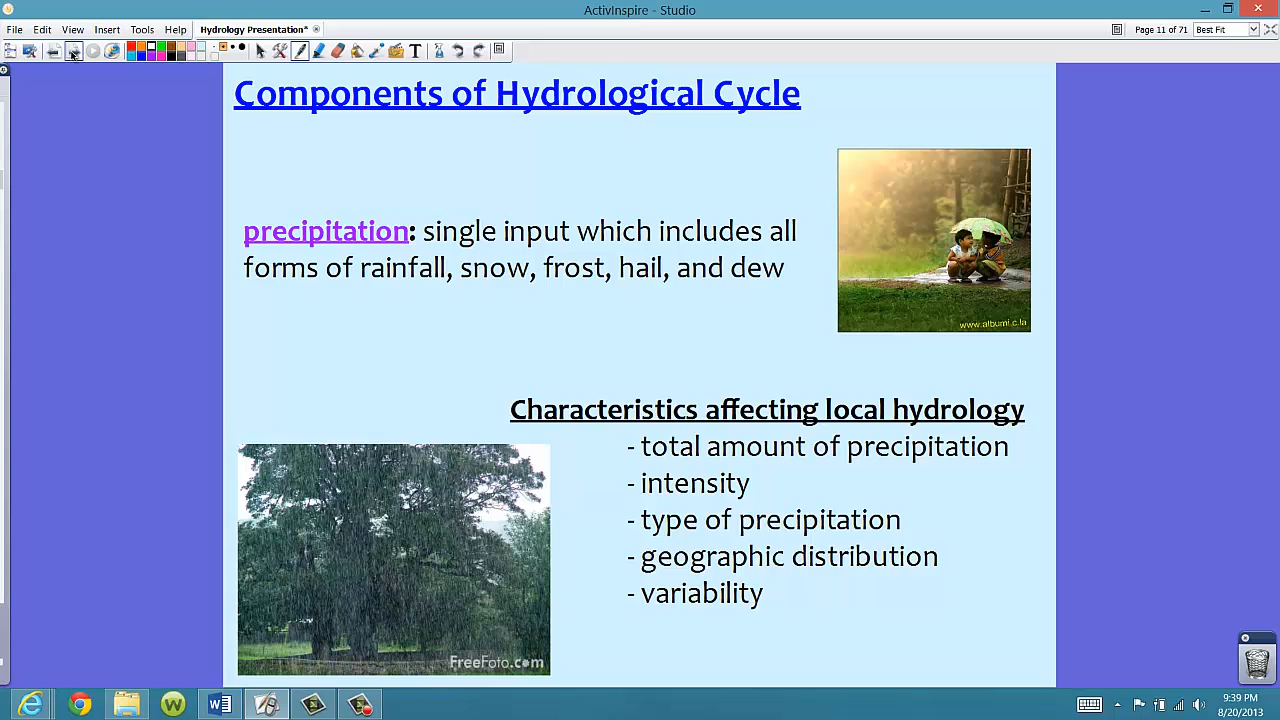 ActivInspire - Studio
File Edit View Insert Tools Help Hydrology Presentation* Page 11 of 71 Best Fit
Components of Hydrological Cycle
precipitation: single input which includes all
forms of rainfall, snow, frost, hail, and dew
www.albumi.c.la
Characteristics affecting local hydrology
- total amount of precipitation
- intensity
- type of precipitation
- geographic distribution
- variability
FreeFoto.com
9:39 PM
8/20/2013